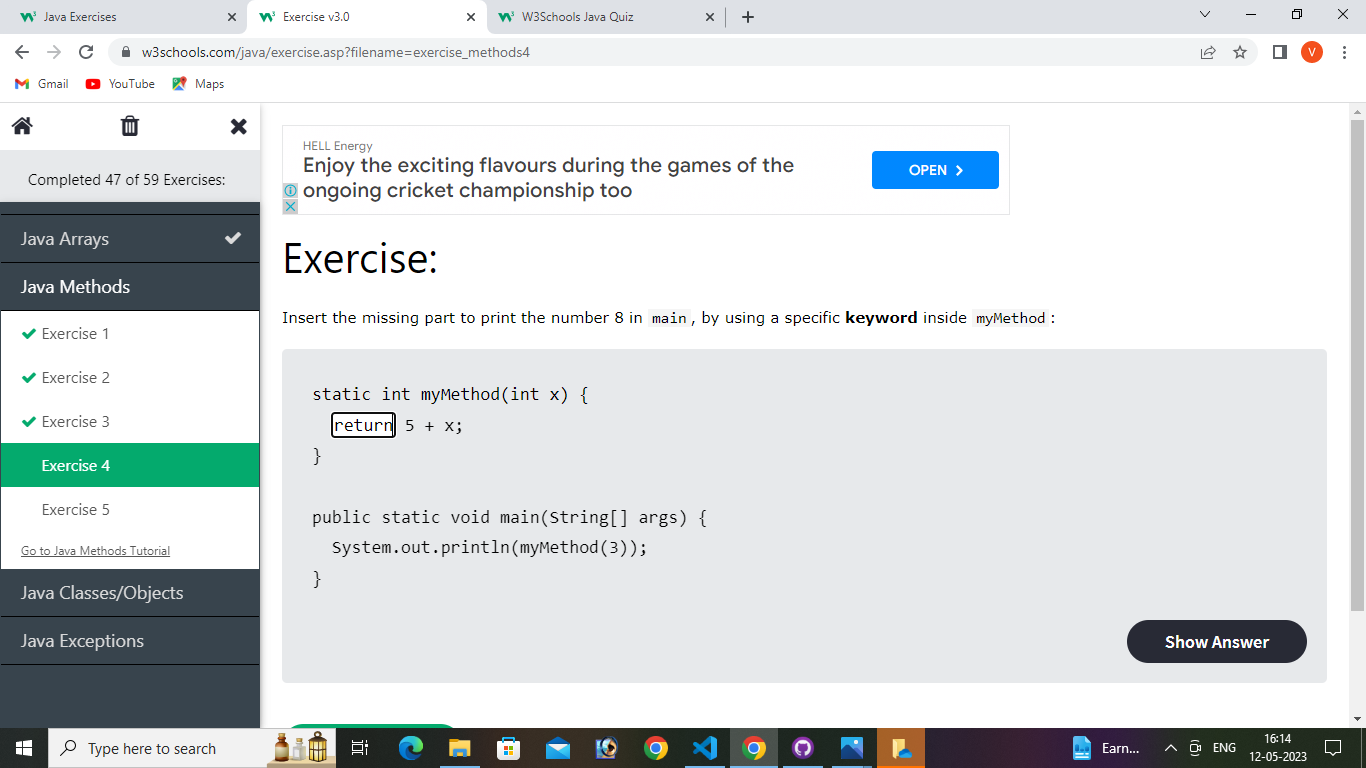 Java Exercises
Exercise v3.0
W3Schools Java Quiz
w3schools.com/java/exercise.asp?filename=exercise_methods4
V
Gmail
YouTube
Maps
Completed 47 of 59 Exercises:
Java Arrays
Java Methods
Exercise 1
Exercise 2
Exercise 3
Exercise 4
Exercise 5
Go to Java Methods Tutorial
Java Classes/Objects
Java Exceptions
HELL Energy
Enjoy the exciting flavours during the games of the
ongoing cricket championship too
OPEN
Exercise:
Insert the missing part to print the number 8 in main, by using a specific keyword inside myMethod:
static int myMethod(int x) {
return 5 + x;
}
public static void main(String[] args) {
System.out.println(myMethod(3));
}
Show Answer
Type here to search
Earn...
ENG
16:14
12-05-2023